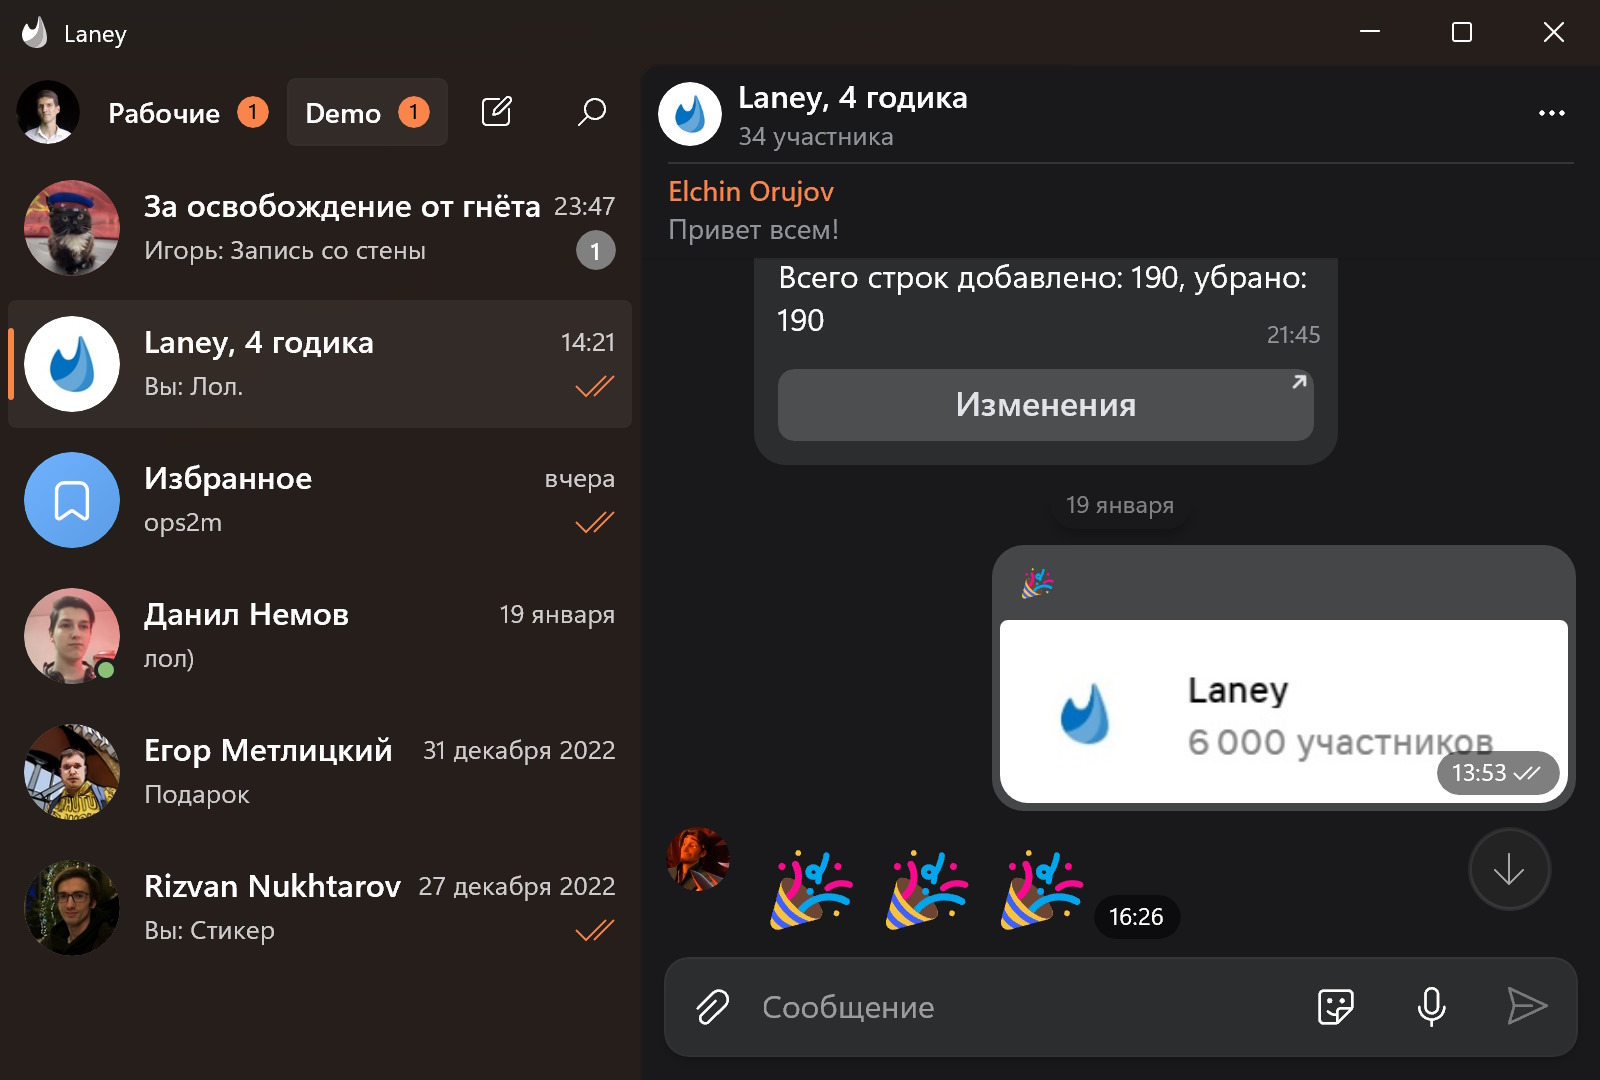 Laney
Рабочие 1
Demo 1
За освобождение от гнёта 23:47
Игорь: Запись со стены 1
Laney, 4 годика 14:21
Вы: Лол.
Избранное вчера
ops2m
Данил Немов 19 января
лол)
Егор Метлицкий 31 декабря 2022
Подарок
Rizvan Nukhtarov 27 декабря 2022
Вы: Стикер
Laney, 4 годика
34 участника
Elchin Orujov
Привет всем!
Всего строк добавлено: 190, убрано:
190
21:45
Изменения
19 января
Laney
6 000 участников
13:53
16:26
Сообщение